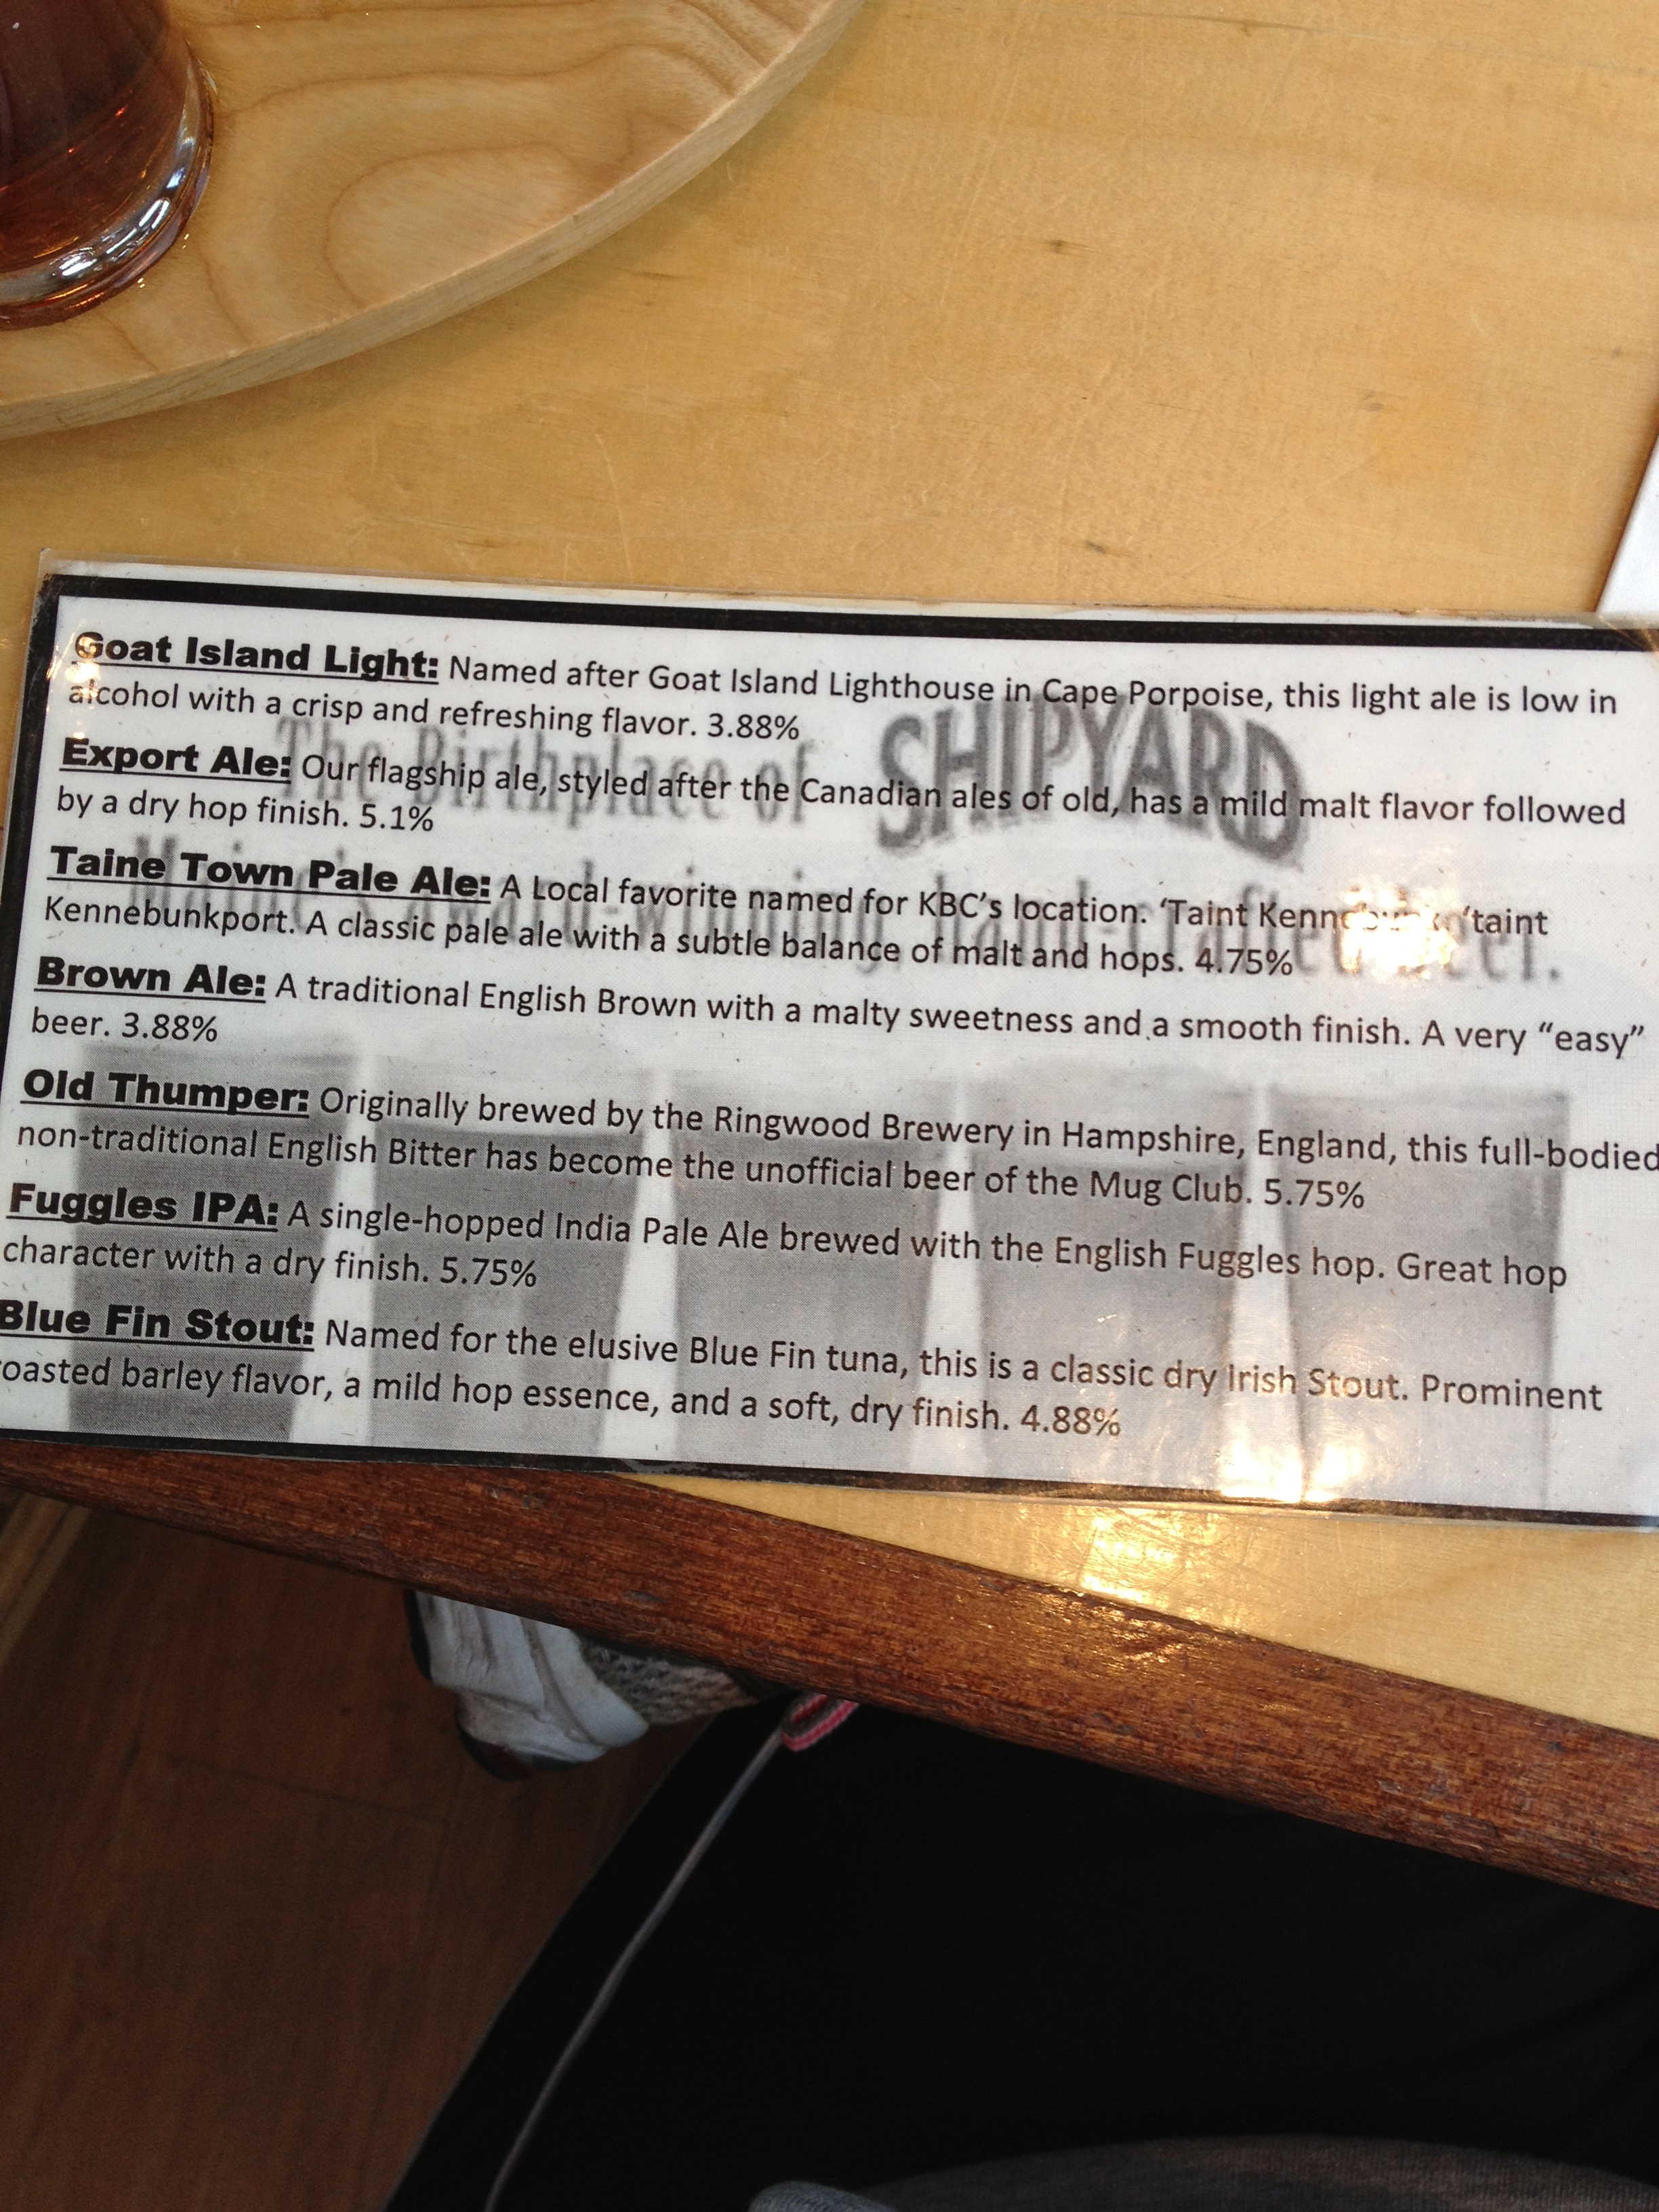 Goat Island Light: Named after Goat Island Lighthouse in Cape Porpoise, this light ale is low in
alcohol with a crisp and refreshing flavor. 3.88%
Export Ale: Our flagship ale, styled after the Canadian ales of old, has a mild malt flavor followed
by a dry hop finish. 5.1%
Taine Town Pale Ale: A Local favorite named for KBC's location. ‘Taint ‘taint
Kennebunkport. A classic pale ale with a subtle balance of malt and hops. 4.75%
Brown Ale: A traditional English Brown with a malty sweetness and a smooth finish. A very “easy”
beer. 3.88%
Old Thumper: Originally brewed by the Ringwood Brewery in Hampshire, England, this full-bodied
non-traditional English Bitter has become the unofficial beer of the Mug Club. 5.75%
Fuggles IPA: A single-hopped India Pale Ale brewed with the English Fuggles hop. Great hop
character with a dry finish. 5.75%
Blue Fin Stout: Named for the elusive Blue Fin tuna, this is a classic dry Irish Stout. Prominent
roasted barley flavor, a mild hop essence, and a soft, dry finish. 4.88%
The Birthplace of SHIPYARD